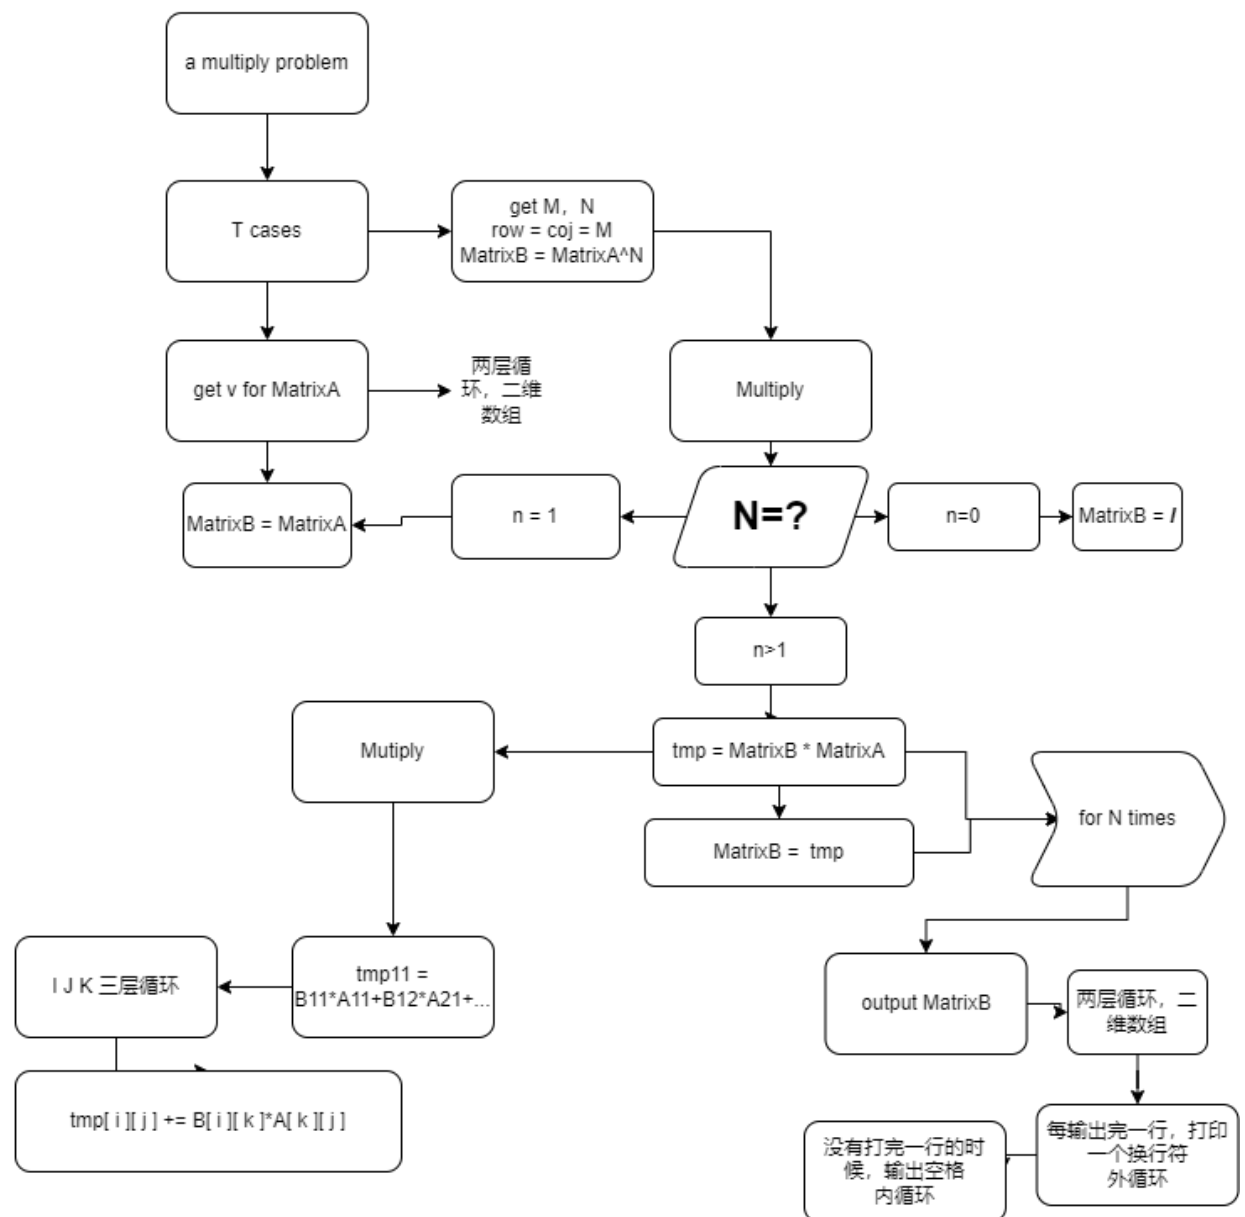 a multiply problem
T cases
get M，N
row = coj = M
MatrixB = MatrixA^N
get v for MatrixA
两层循
环，二维
数组
Multiply
MatrixB = MatrixA
n = 1
N=?
n=0
MatrixB = I
n>1
Mutiply
tmp = MatrixB * MatrixA
for N times
MatrixB =  tmp
I J K 三层循环
tmp11 =
B11*A11+B12*A21+...
output MatrixB
两层循环，二
维数组
tmp[ i ][ j ] += B[ i ][ k ]*A[ k ][ j ]
每输出完一行，打印
一个换行符
外循环
没有打完一行的时
候，输出空格
内循环